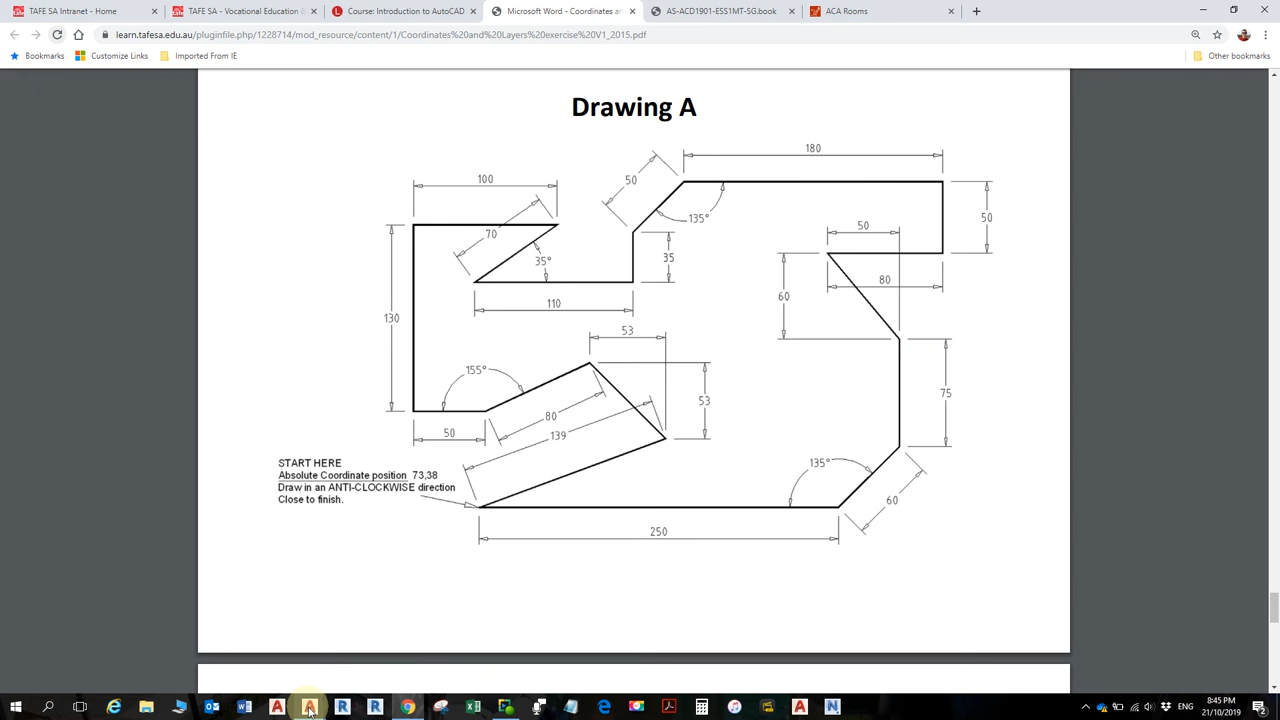 TAFE SA Intranet - Home
TAFE SA - Vocational Education &
Course: Introduction to AutoCAD
Microsoft Word - Coordinates an
AS-ACD1901-ESS1MT-SG.book
ACA Rooms
learn.tafesa.edu.au/pluginfile.php/1228714/mod_resource/content/1/Coordinates%20and%20Layers%20exercise%20V1_2015.pdf
Bookmarks
Customize Links
Imported From IE
Other bookmarks
Drawing A
180
100
50
50
135°
50
70
35°
35
80
60
110
130
53
155°
53
75
80
139
50
START HERE
Absolute Coordinate position 73,38
Draw in an ANTI-CLOCKWISE direction
Close to finish.
135°
60
250
ENG
8:45 PM
21/10/2019
2